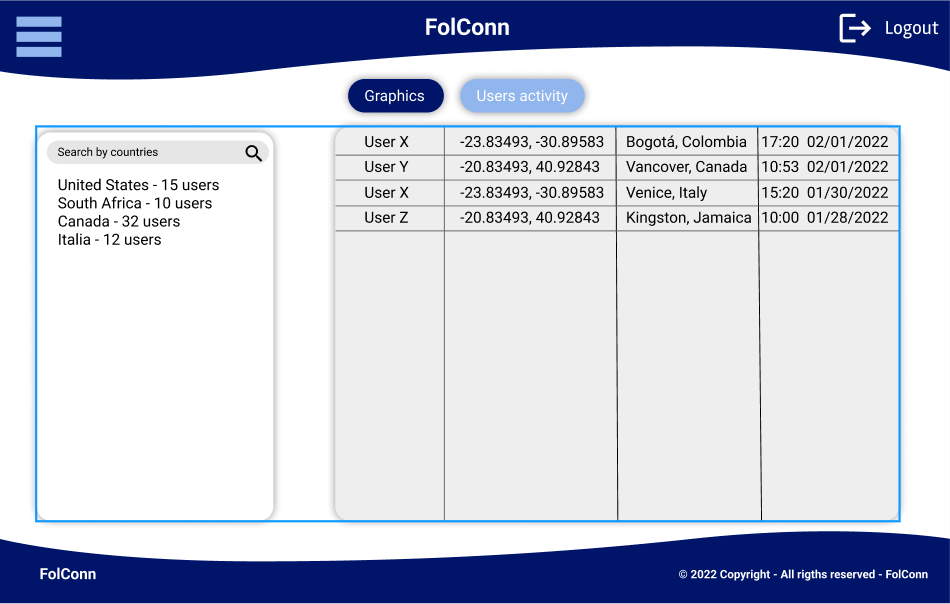 FolConn
Logout
Graphics
Users activity
Search by countries
United States - 15 users
South Africa - 10 users
Canada - 32 users
Italia - 12 users
User X -23.83493, -30.89583 Bogotá, Colombia 17:20 02/01/2022
User Y -20.83493, 40.92843 Vancover, Canada 10:53 02/01/2022
User X -23.83493, -30.89583 Venice, Italy 15:20 01/30/2022
User Z -20.83493, 40.92843 Kingston, Jamaica 10:00 01/28/2022
FolConn
© 2022 Copyright - All rigths reserved - FolConn